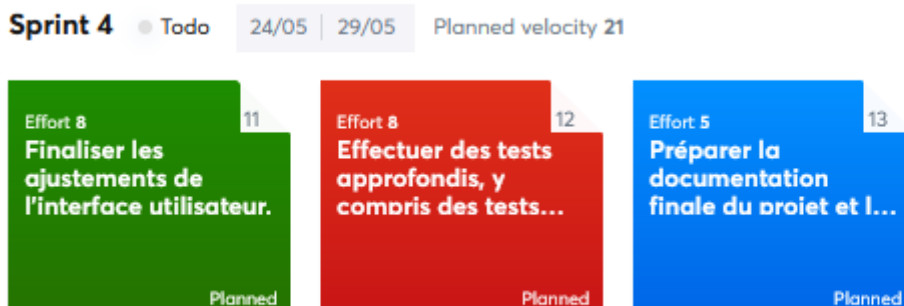 Sprint 4 Todo 24/05 29/05 Planned velocity 21
Effort 8 11
Finaliser les
ajustements de
l'interface utilisateur.
Planned
Effort 8 12
Effectuer des tests
approfondis, y
compris des tests...
Planned
Effort 5 13
Préparer la
documentation
finale du projet et l...
Planned